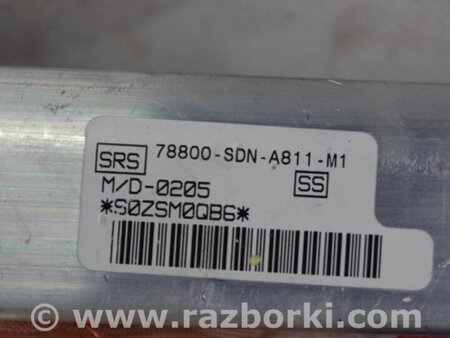 SRS 78800-SDN-A811-M1
M/D-0205 SS
*S0ZSM0QB6*
© www.razborki.com